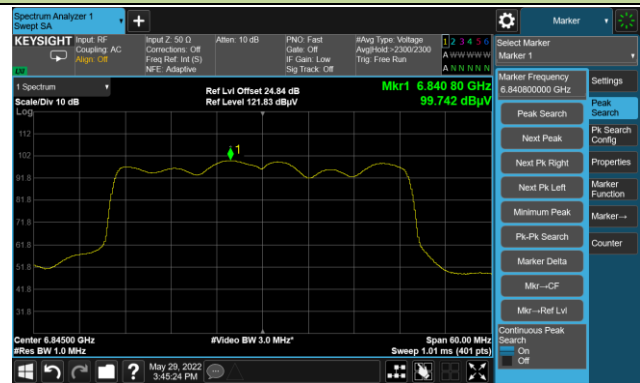 Spectrum Analyzer 1
Swept SA
Marker
KEYSIGHT
Input: RF
Coupling: AC
Align: Off
Input Z: 50 Ω
Corrections: Off
Freq Ref: Int (S)
NFE: Adaptive
Atten: 10 dB
PNO: Fast
Gate: Off
IF Gain: Low
Sig Track: Off
#Avg Type: Voltage
Avg|Hold:>2300/2300
Trig: Free Run
1 2 3 4 5 6
A W W W W W
A N N N N N
Select Marker
Marker 1
1 Spectrum
Scale/Div 10 dB
Log
Ref Lvl Offset 24.84 dB
Ref Level 121.83 dBμV
Mkr1 6.840 80 GHz
99.742 dBμV
112
102
91.8
81.8
71.8
61.8
51.8
41.8
31.8
1
Center 6.84500 GHz
#Res BW 1.0 MHz
#Video BW 3.0 MHz*
Span 60.00 MHz
Sweep 1.01 ms (401 pts)
Marker Frequency
6.840800000 GHz
Peak Search
Next Peak
Next Pk Right
Next Pk Left
Minimum Peak
Pk-Pk Search
Marker Delta
Mkr→CF
Mkr→Ref Lvl
Continuous Peak
Search
On
Off
Settings
Peak
Search
Pk Search
Config
Properties
Marker
Function
Marker→
Counter
May 29, 2022
3:45:24 PM